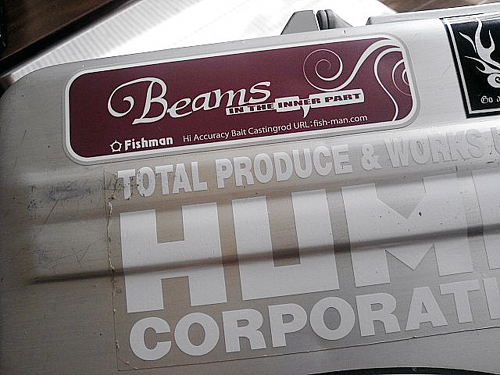 Beams
IN THE INNER PART
Fishman Hi Accuracy Bait Castingrod URL:fish-man.com
TOTAL PRODUCE & WORKS
HUM
CORPORATI